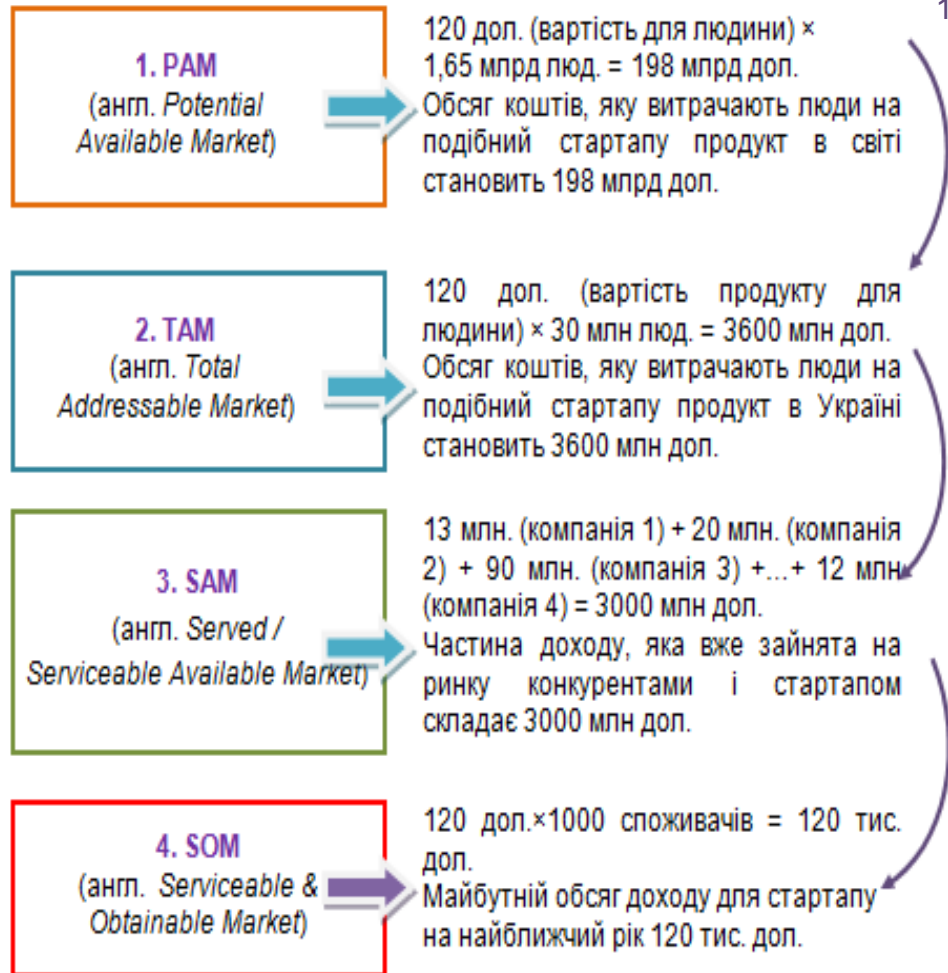 1
1. PAM
(англ. Potential
Available Market)
120 дол. (вартість для людини) ×
1,65 млрд люд. = 198 млрд дол.
Обсяг коштів, яку витрачають люди на
подібний стартапу продукт в світі
становить 198 млрд дол.
2. TAM
(англ. Total
Addressable Market)
120 дол. (вартість продукту для
людини) × 30 млн люд. = 3600 млн дол.
Обсяг коштів, яку витрачають люди на
подібний стартапу продукт в Україні
становить 3600 млн дол.
3. SAM
(англ. Served /
Serviceable Available Market)
13 млн. (компанія 1) + 20 млн. (компанія
2) + 90 млн. (компанія 3) +...+ 12 млн
(компанія 4) = 3000 млн дол.
Частина доходу, яка вже зайнята на
ринку конкурентами і стартапом
складає 3000 млн дол.
4. SOM
(англ. Serviceable &
Obtainable Market)
120 дол.×1000 споживачів = 120 тис.
дол.
Майбутній обсяг доходу для стартапу
на найближчий рік 120 тис. дол.